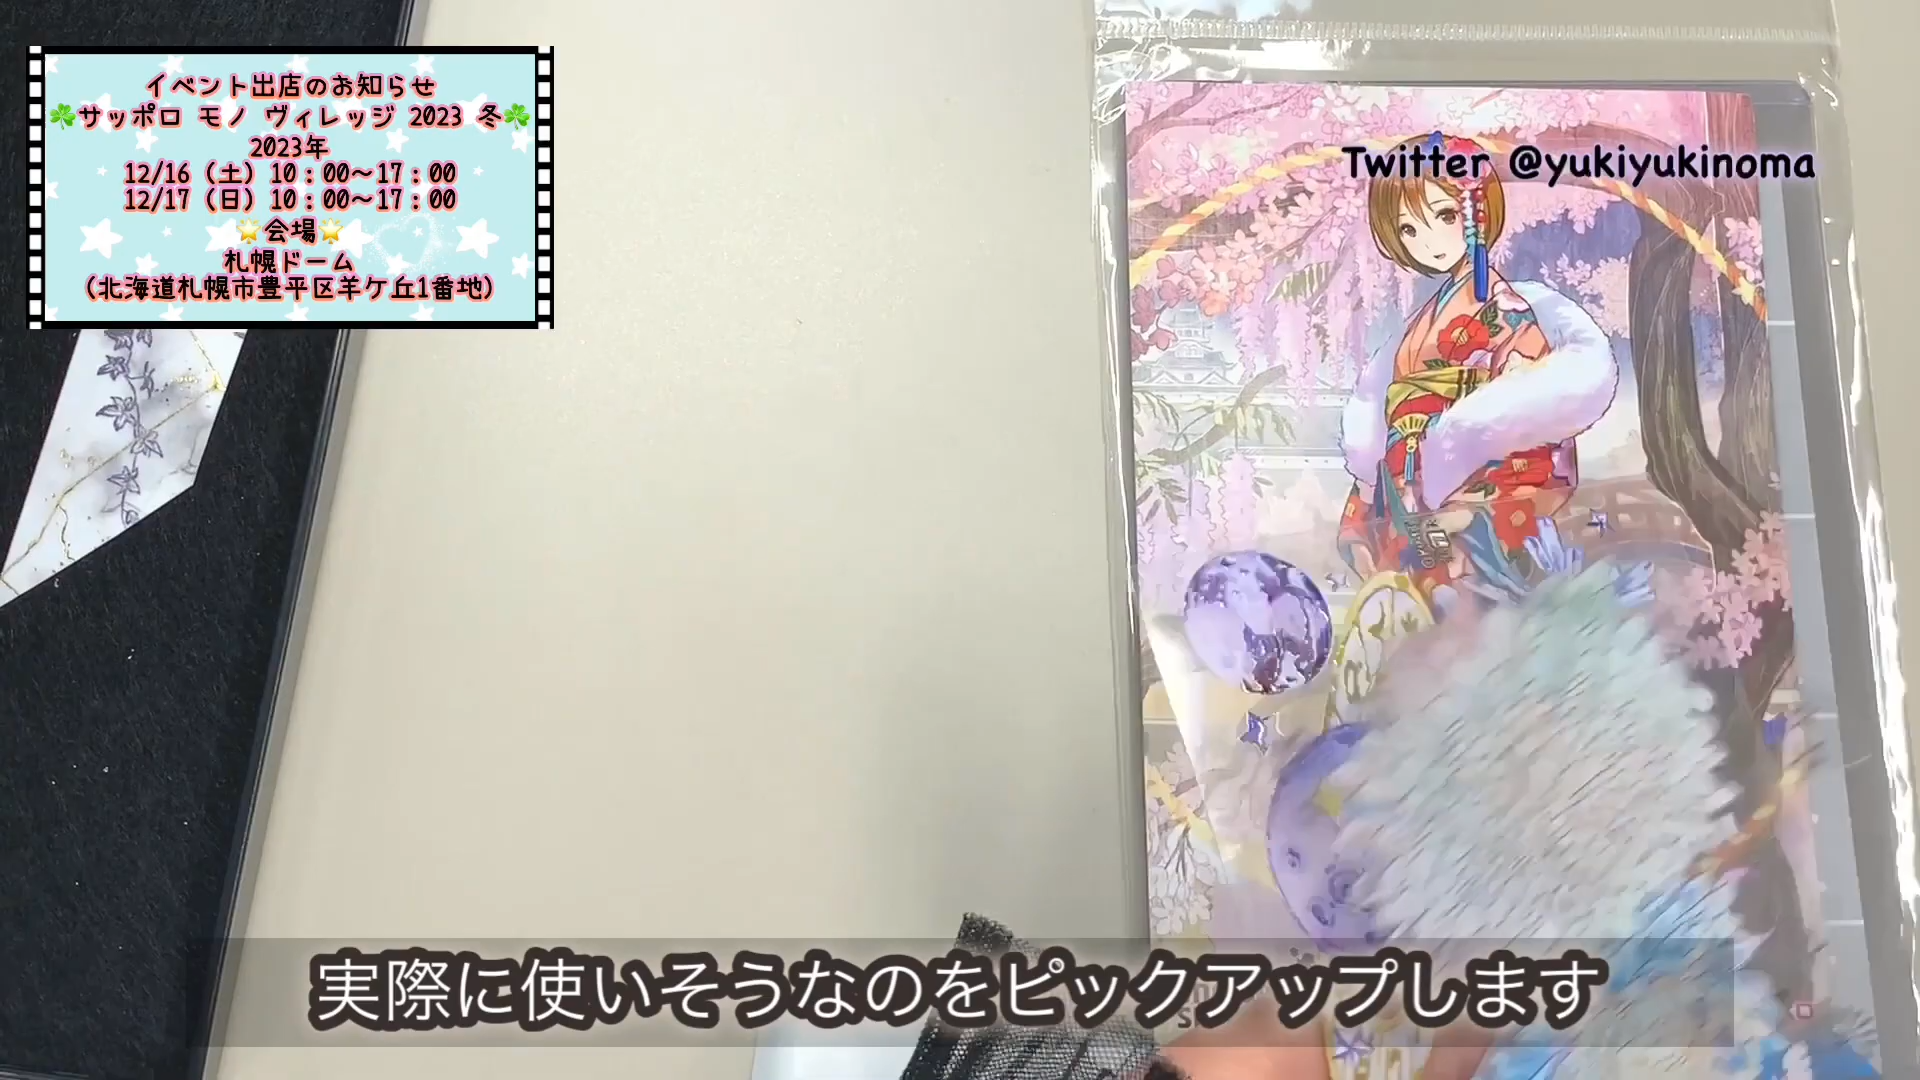 イベント出店のお知らせ
☘サッポロ モノ ヴィレッジ 2023 冬☘
2023年
12/16（土）10：00〜17：00
12/17（日）10：00〜17：00
🌟会場🌟
札幌ドーム
（北海道札幌市豊平区羊ケ丘1番地）
Twitter @yukiyukinoma
実際に使いそうなのをピックアップします